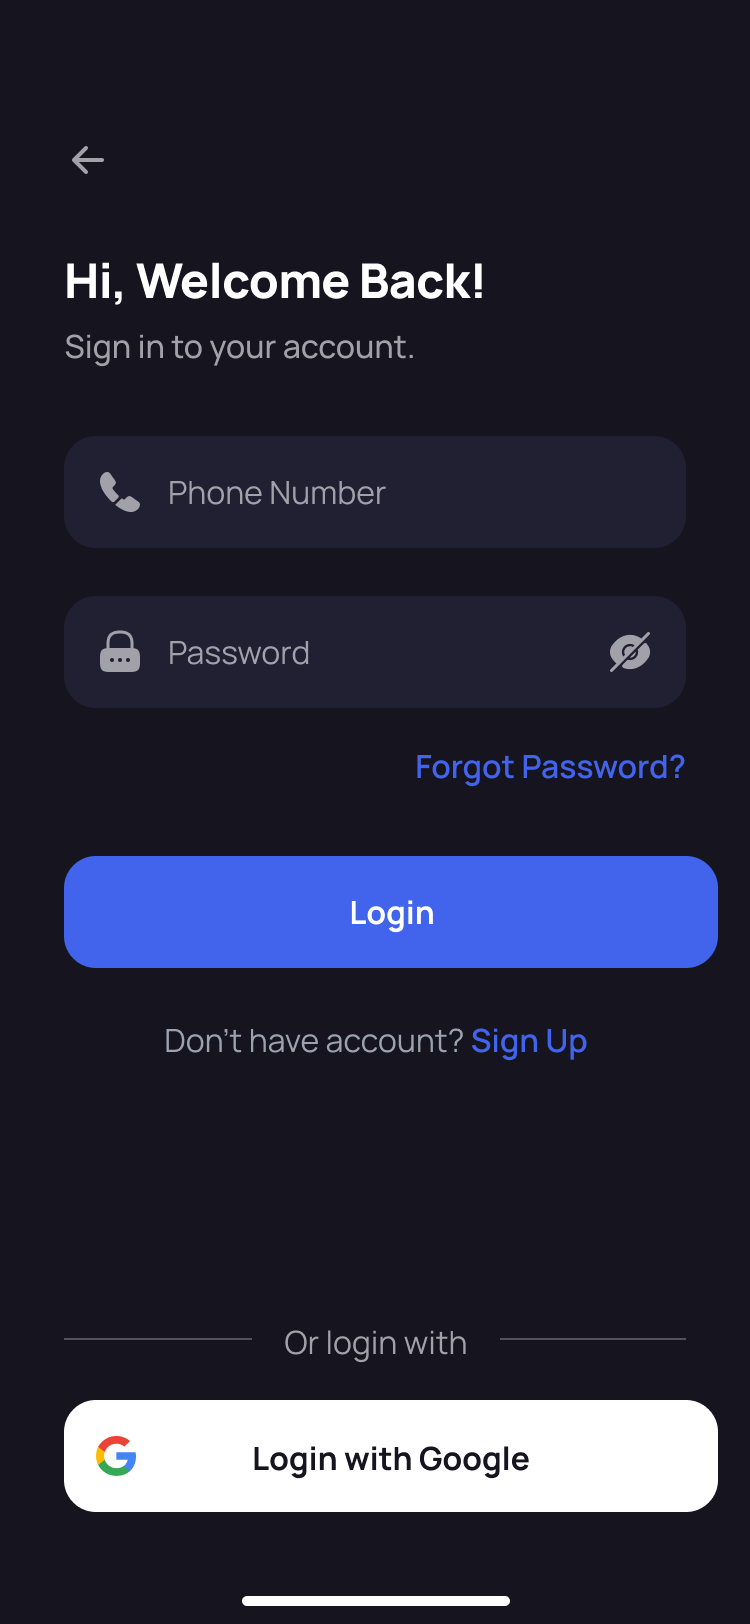 Hi, Welcome Back!
Sign in to your account.
Phone Number
Password
Forgot Password?
Login
Don’t have account? Sign Up
Or login with
Login with Google